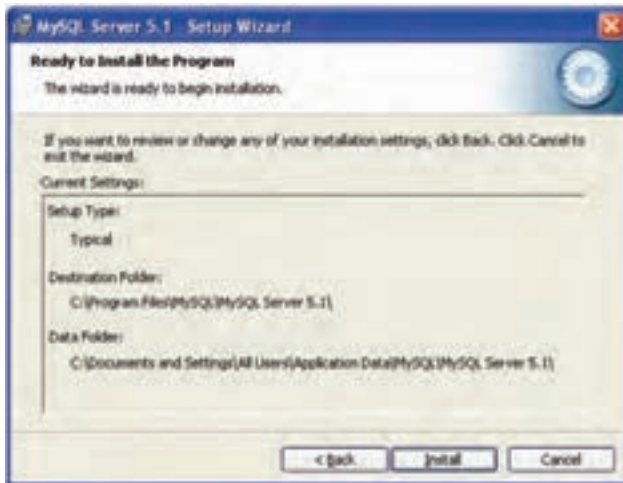 MySQL Server 5.1 Setup Wizard
Ready to Install the Program
The wizard is ready to begin installation.
If you want to review or change any of your installation settings, click Back. Click Cancel to
exit the wizard.
Current Settings:
Setup Type:
Typical
Destination Folder:
C:\Program Files\MySQL\MySQL Server 5.1\
Data Folder:
C:\Documents and Settings\All Users\Application Data\MySQL\MySQL Server 5.1\
< Back
Install
Cancel